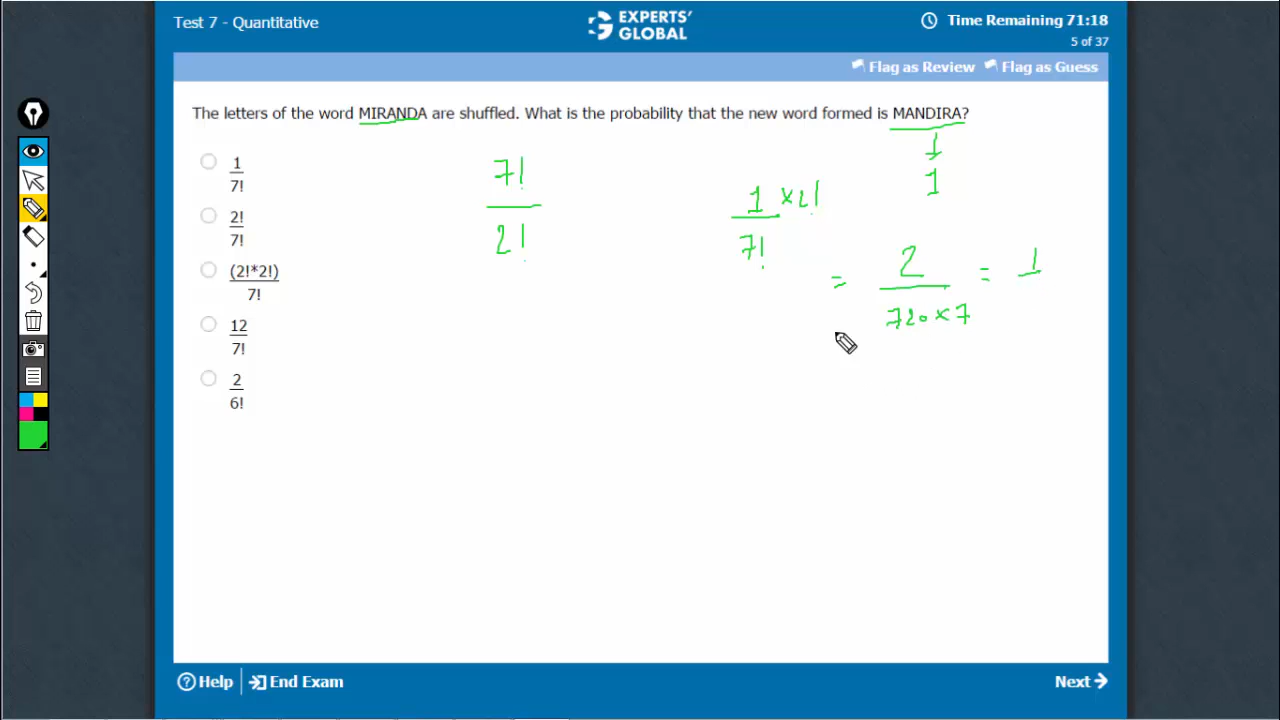 Test 7 - Quantitative
EXPERTS'
GLOBAL
Time Remaining 71:18
5 of 37
Flag as Review
Flag as Guess
The letters of the word MIRANDA are shuffled. What is the probability that the new word formed is MANDIRA?
1
7!
2!
7!
(2!*2!)
7!
12
7!
2
6!
7!
2!
1 × 2!
7!
1
1
= 2 = 1
720 × 7
Help
End Exam
Next